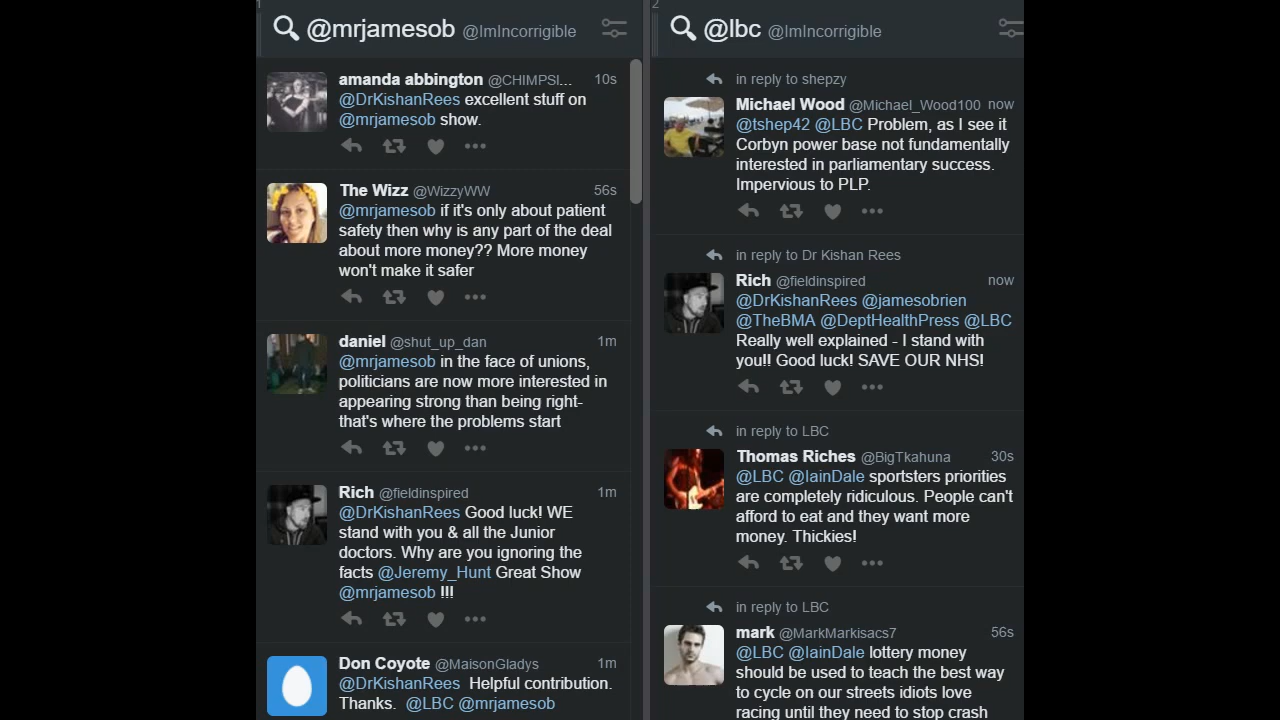 1
@mrjamesob @ImIncorrigible
amanda abbington @CHIMPSI... 10s
@DrKishanRees excellent stuff on
@mrjamesob show.
The Wizz @WizzyWW 56s
@mrjamesob if it's only about patient
safety then why is any part of the deal
about more money?? More money
won't make it safer
daniel @shut_up_dan 1m
@mrjamesob in the face of unions,
politicians are now more interested in
appearing strong than being right-
that's where the problems start
Rich @fieldinspired 1m
@DrKishanRees Good luck! WE
stand with you & all the Junior
doctors. Why are you ignoring the
facts @Jeremy_Hunt Great Show
@mrjamesob !!!
Don Coyote @MaisonGladys 1m
@DrKishanRees Helpful contribution.
Thanks. @LBC @mrjamesob
2
@lbc @ImIncorrigible
in reply to shepzy
Michael Wood @Michael_Wood100 now
@tshep42 @LBC Problem, as I see it
Corbyn power base not fundamentally
interested in parliamentary success.
Impervious to PLP.
in reply to Dr Kishan Rees
Rich @fieldinspired now
@DrKishanRees @jamesobrien
@TheBMA @DeptHealthPress @LBC
Really well explained - I stand with
you!! Good luck! SAVE OUR NHS!
in reply to LBC
Thomas Riches @BigTkahuna 30s
@LBC @IainDale sportsters priorities
are completely ridiculous. People can't
afford to eat and they want more
money. Thickies!
in reply to LBC
mark @MarkMarkisacs7 56s
@LBC @IainDale lottery money
should be used to teach the best way
to cycle on our streets idiots love
racing until they need to stop crash